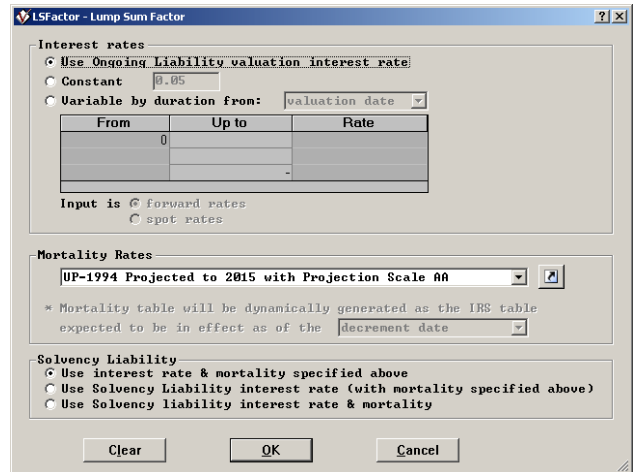 LSFactor - Lump Sum Factor
Interest rates
Use Ongoing Liability valuation interest rate
Constant 0.05
Variable by duration from: valuation date
From Up to Rate
0
-
Input is forward rates
spot rates
Mortality Rates
UP-1994 Projected to 2015 with Projection Scale AA
* Mortality table will be dynamically generated as the IRS table
expected to be in effect as of the decrement date
Solvency Liability
Use interest rate & mortality specified above
Use Solvency Liability interest rate (with mortality specified above)
Use Solvency liability interest rate & mortality
Clear OK Cancel